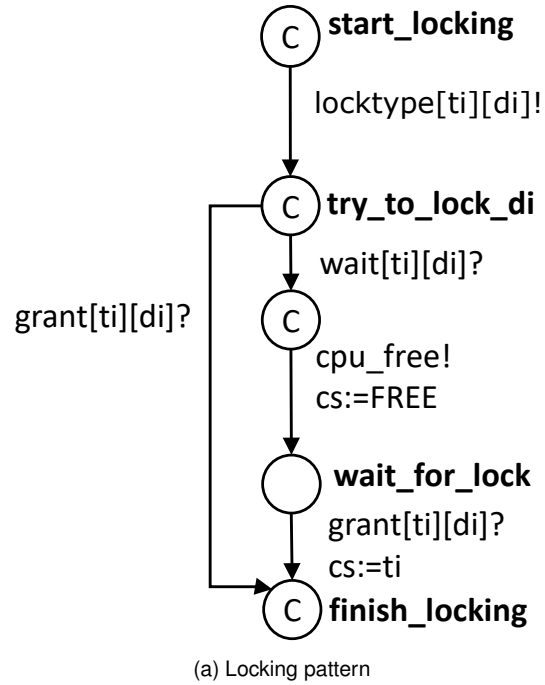 C
start_locking
locktype[ti][di]!
C
try_to_lock_di
wait[ti][di]?
grant[ti][di]?
C
cpu_free!
cs:=FREE
wait_for_lock
grant[ti][di]?
cs:=ti
C
finish_locking
(a) Locking pattern